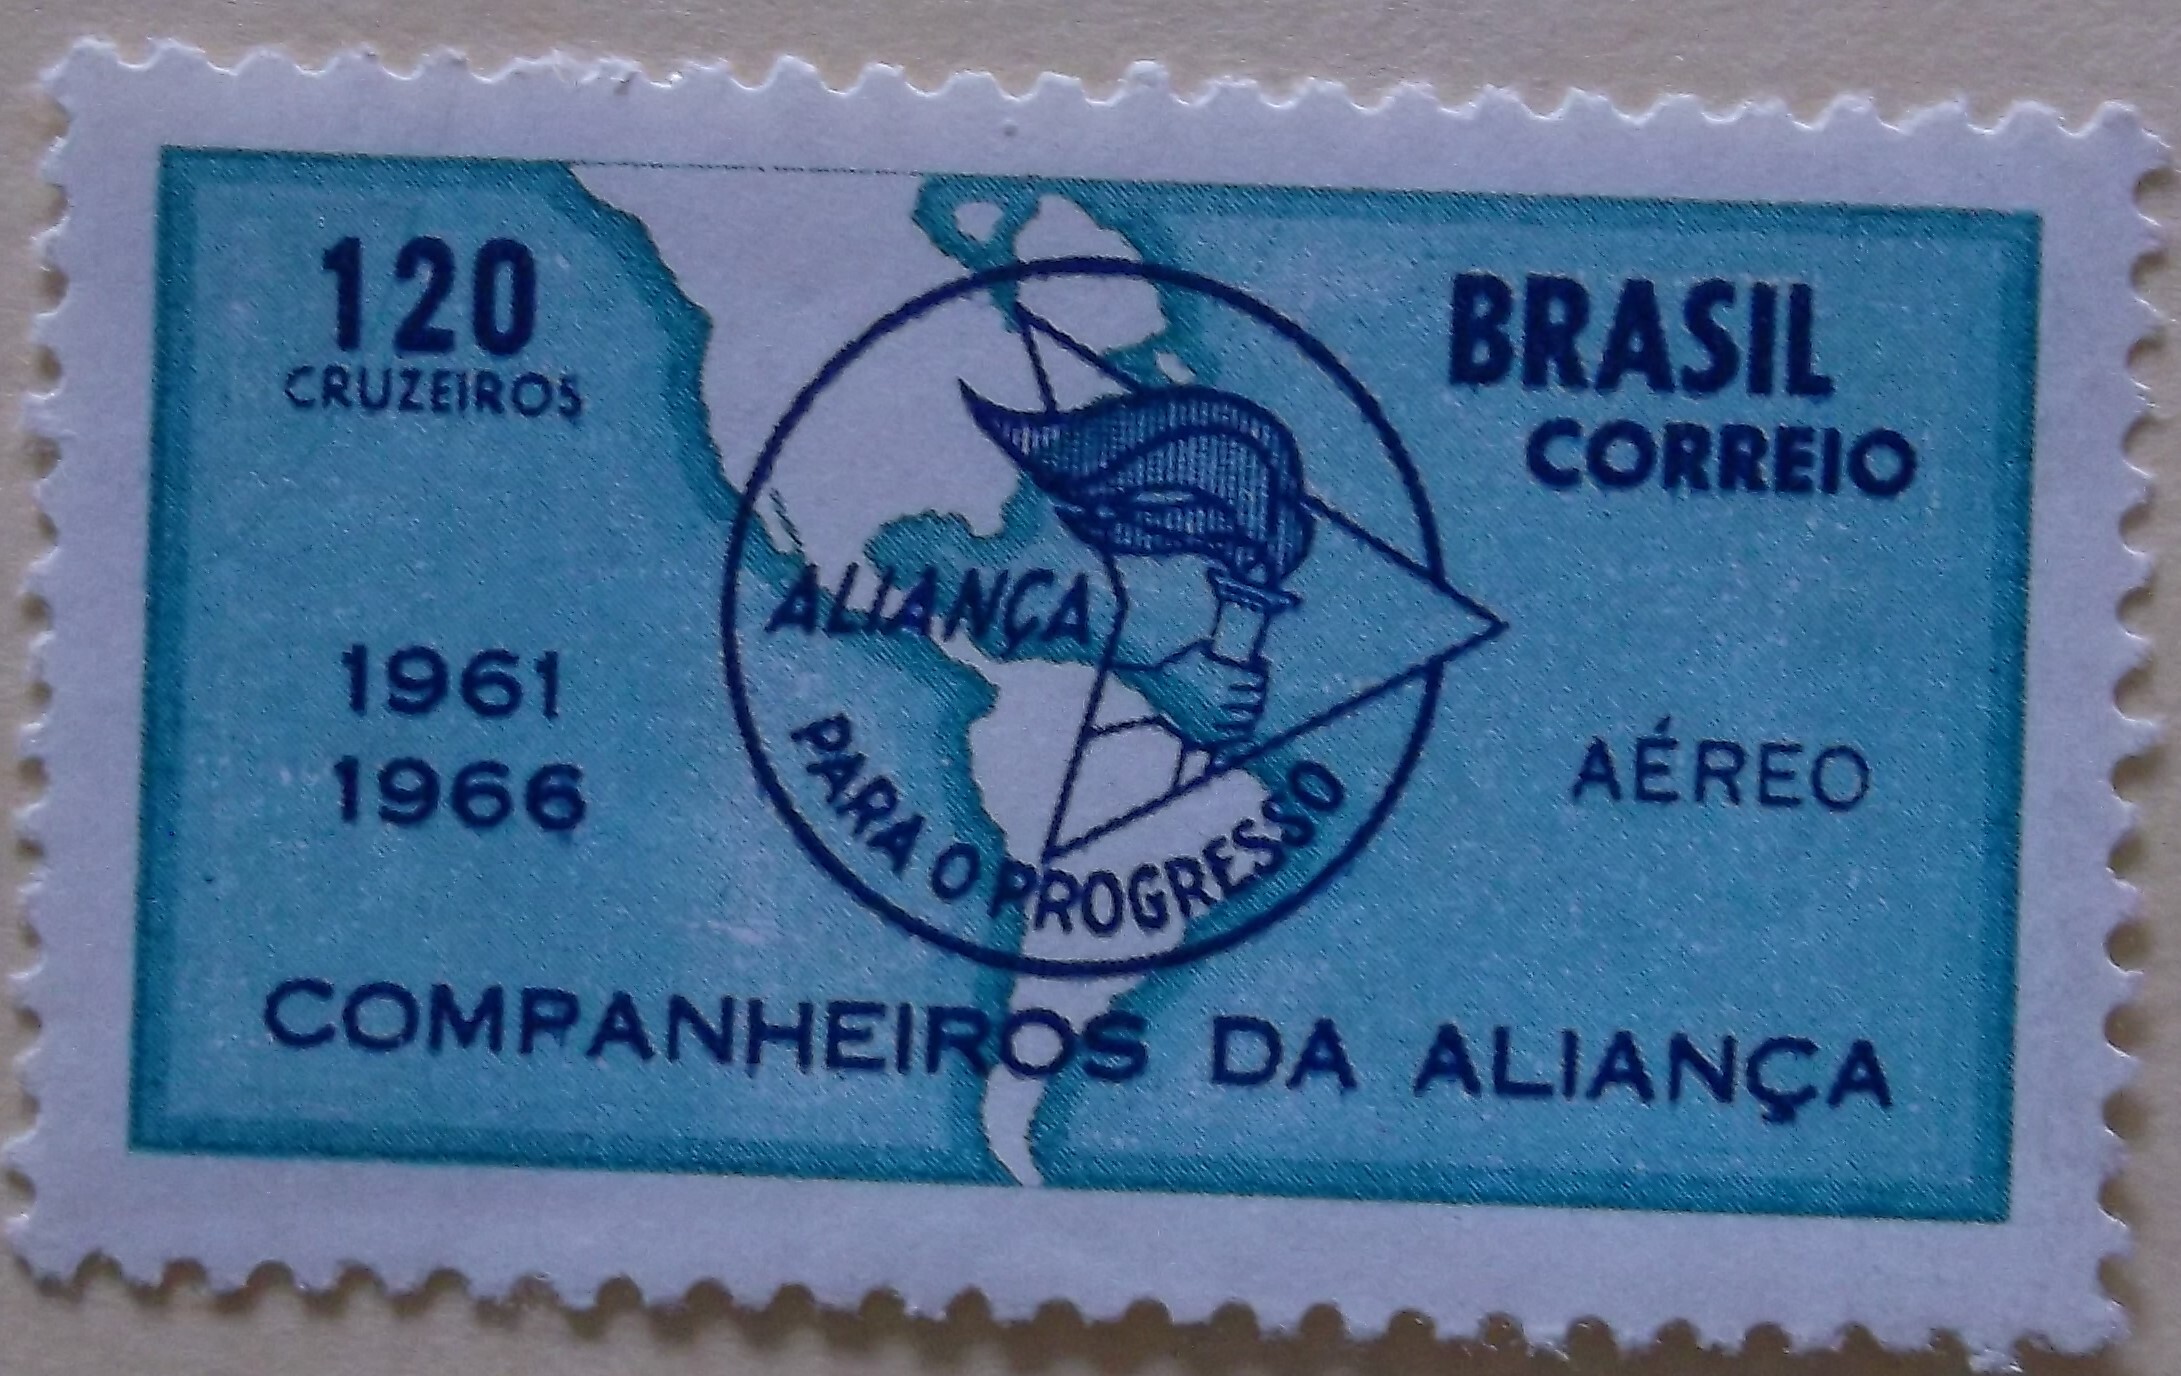 120
CRUZEIROS
BRASIL
CORREIO
1961
1966
ALIANÇA
PARA O PROGRESSO
AÉREO
COMPANHEIROS DA ALIANÇA